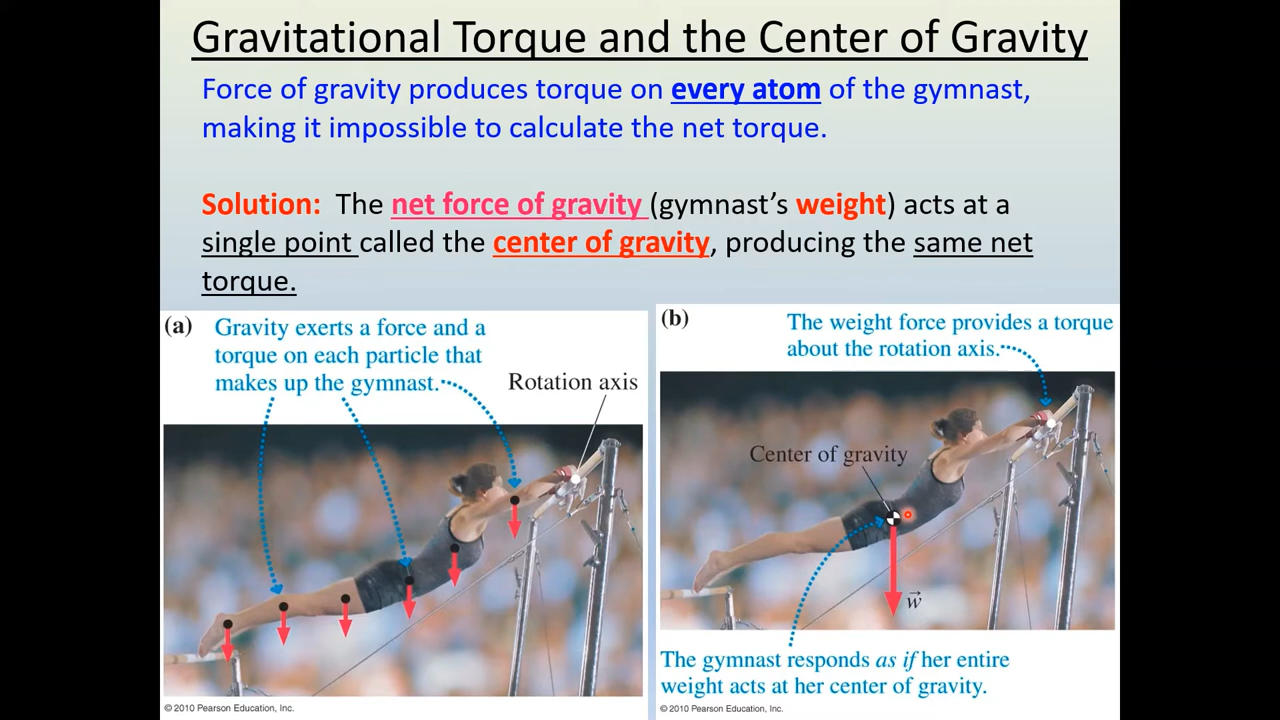 Gravitational Torque and the Center of Gravity
Force of gravity produces torque on every atom of the gymnast,
making it impossible to calculate the net torque.
Solution: The net force of gravity (gymnast's weight) acts at a
single point called the center of gravity, producing the same net
torque.
(a)
Gravity exerts a force and a
torque on each particle that
makes up the gymnast.
Rotation axis
© 2010 Pearson Education, Inc.
(b)
The weight force provides a torque
about the rotation axis.
Center of gravity
w⃗
The gymnast responds as if her entire
weight acts at her center of gravity.
© 2010 Pearson Education, Inc.